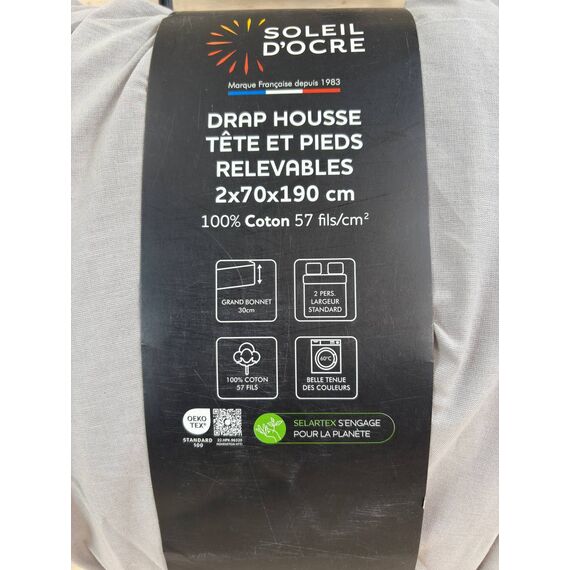 SOLEIL
D'OCRE
Marque Française depuis 1983
DRAP HOUSSE
TÊTE ET PIEDS
RELEVABLES
2x70x190 cm
100% Coton 57 fils/cm²
GRAND BONNET
30cm
2 PERS.
LARGEUR
STANDARD
100% COTON
57 FILS
60°C
BELLE TENUE
DES COULEURS
OEKO
TEX®
STANDARD
100
SELARTEX S'ENGAGE
POUR LA PLANÈTE